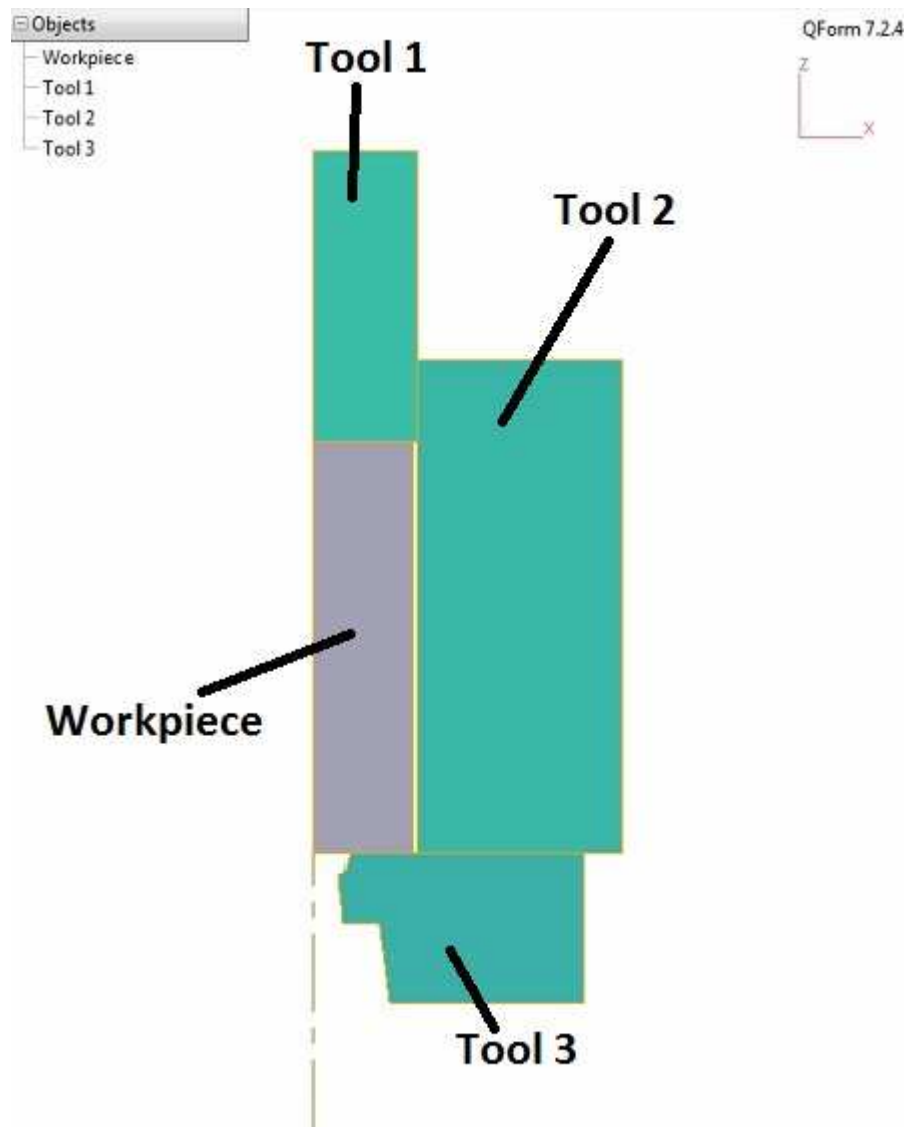 Objects
Workpiece
Tool 1
Tool 2
Tool 3
QForm 7.2.4
Z
X
Tool 1
Tool 2
Workpiece
Tool 3